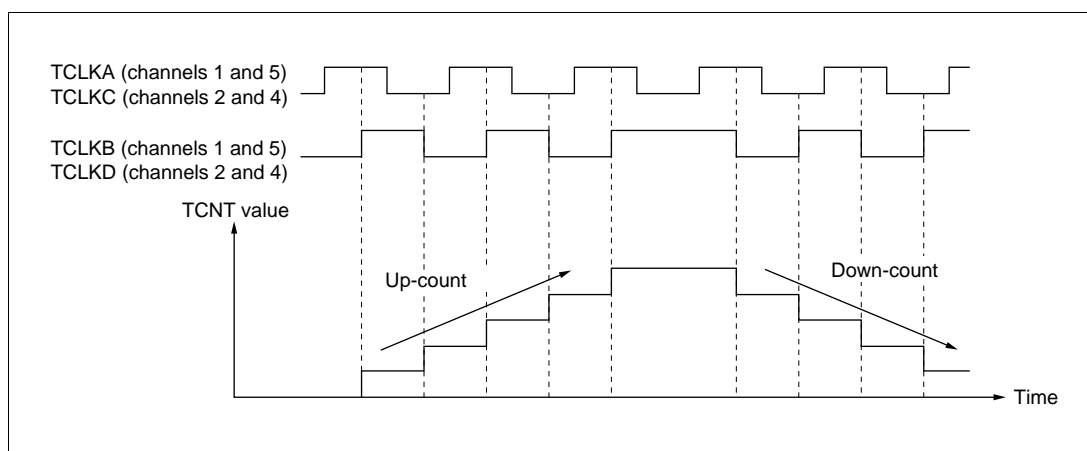 TCLKA (channels 1 and 5)
TCLKC (channels 2 and 4)
TCLKB (channels 1 and 5)
TCLKD (channels 2 and 4)
TCNT value
Up-count
Down-count
Time